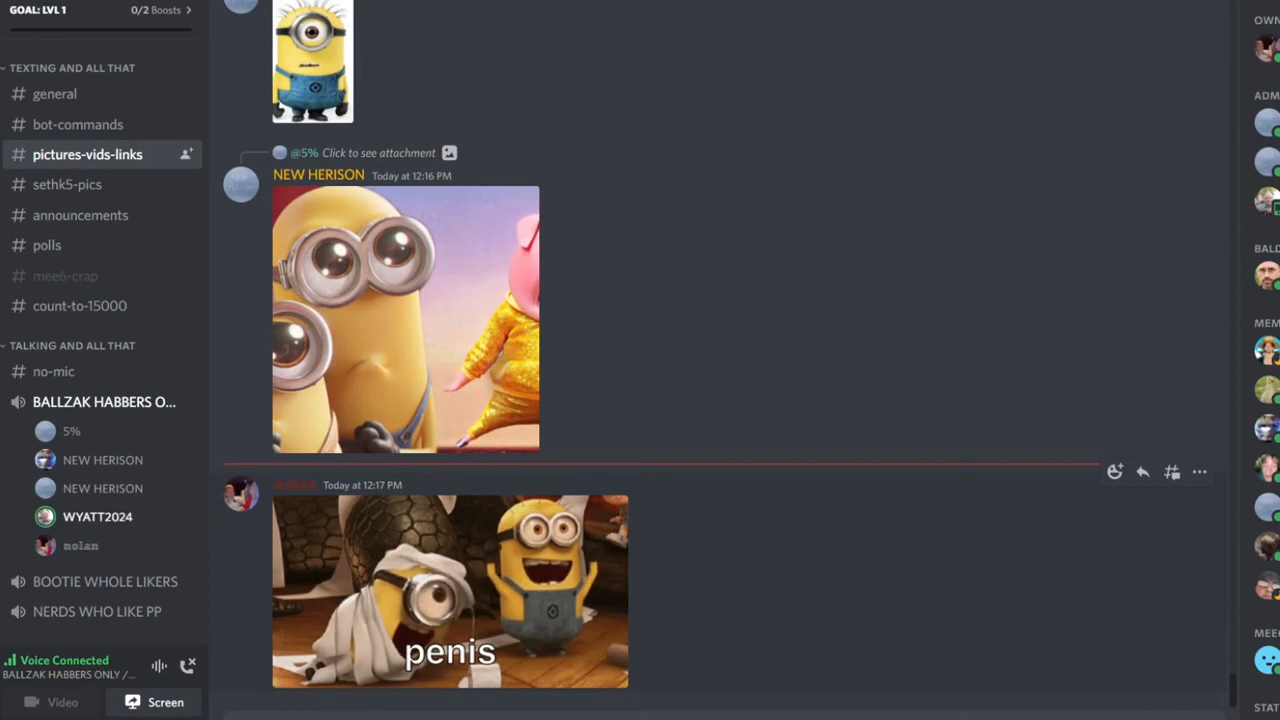 GOAL: LVL 1 0/2 Boosts
TEXTING AND ALL THAT
general
bot-commands
pictures-vids-links
sethk5-pics
announcements
polls
mee6-crap
count-to-15000
TALKING AND ALL THAT
no-mic
BALLZAK HABBERS O...
5%
NEW HERISON
NEW HERISON
WYATT2024
nolan
BOOTIE WHOLE LIKERS
NERDS WHO LIKE PP
Voice Connected
BALLZAK HABBERS ONLY /...
Video Screen
@5% Click to see attachment
NEW HERISON Today at 12:16 PM
Today at 12:17 PM
penis
OWN
ADM
BALD
MEM
MEE
STAT